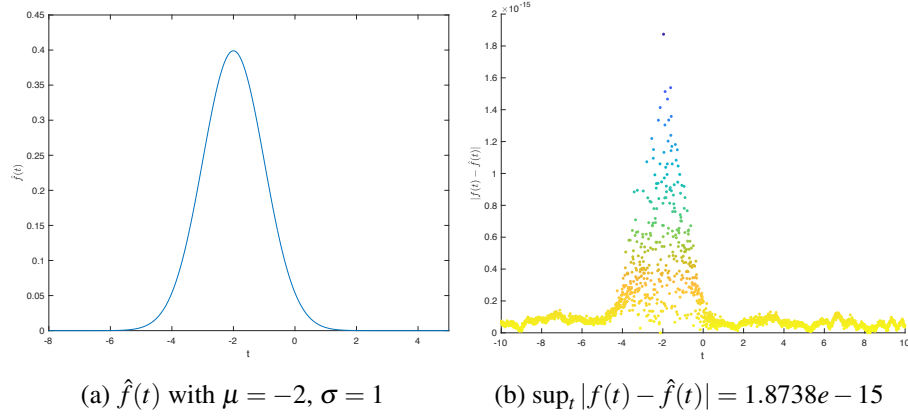 0.45
0.4
0.35
0.3
0.25
0.2
0.15
0.1
0.05
0
f̂(t)
-8 -6 -4 -2 0 2 4
t
×10⁻¹⁵
2
1.8
1.6
1.4
1.2
1
0.8
0.6
0.4
0.2
0
|f(t) − f̂(t)|
-10 -8 -6 -4 -2 0 2 4 6 8 10
t
(a) f̂(t) with μ = −2, σ = 1
(b) supₜ |f(t) − f̂(t)| = 1.8738e − 15